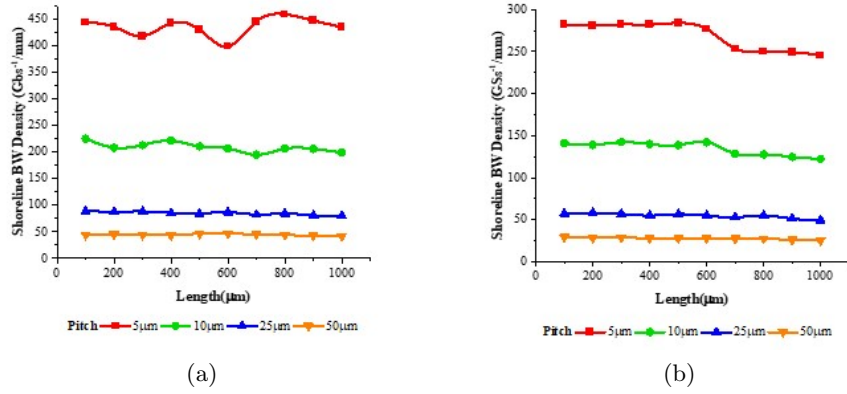 Shoreline BW Density (Gbs⁻¹/mm)
450
400
350
300
250
200
150
100
50
0
0 200 400 600 800 1000
Length(µm)
Pitch 5µm 10µm 25µm 50µm
(a)
Shoreline BW Density (GSs⁻¹/mm)
300
250
200
150
100
50
0
0 200 400 600 800 1000
Length(µm)
Pitch 5µm 10µm 25µm 50µm
(b)